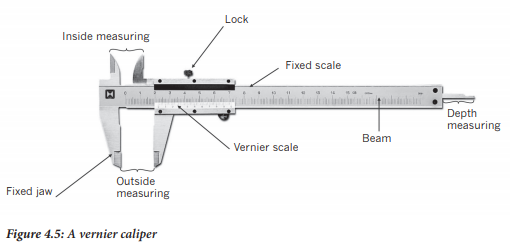 Lock
Inside measuring
Fixed scale
Depth
measuring
Beam
Vernier scale
Outside
measuring
Fixed jaw
Figure 4.5: A vernier caliper